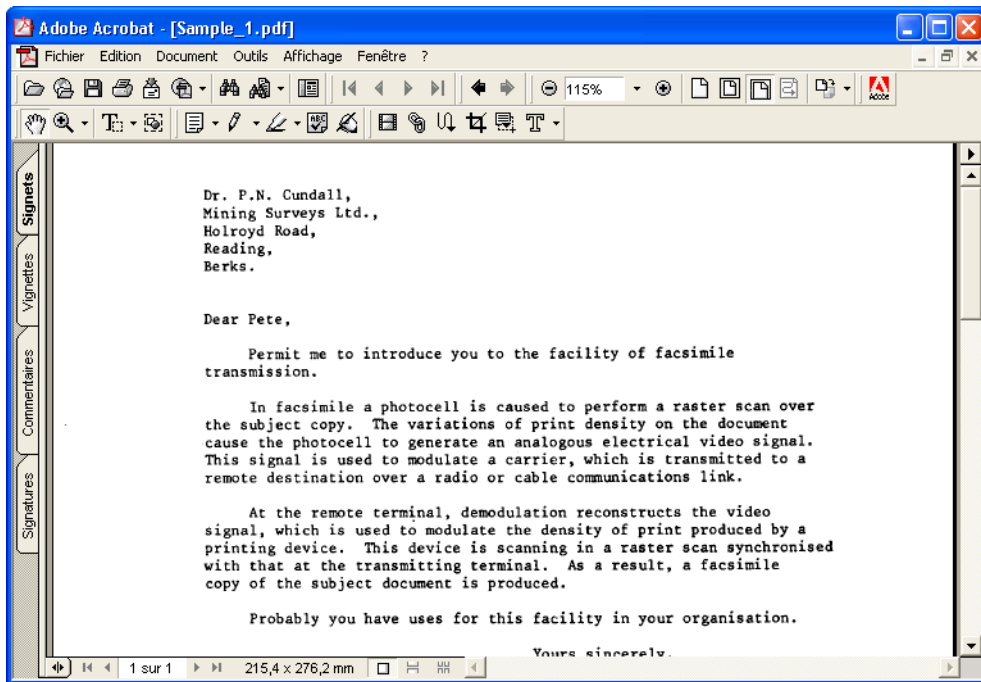 Adobe Acrobat - [Sample_1.pdf]
Fichier Edition Document Outils Affichage Fenêtre ?
115%
Adobe
Signets
Vignettes
Commentaires
Signatures
Dr. P.N. Cundall,
Mining Surveys Ltd.,
Holroyd Road,
Reading,
Berks.
Dear Pete,
Permit me to introduce you to the facility of facsimile
transmission.
In facsimile a photocell is caused to perform a raster scan over
the subject copy. The variations of print density on the document
cause the photocell to generate an analogous electrical video signal.
This signal is used to modulate a carrier, which is transmitted to a
remote destination over a radio or cable communications link.
At the remote terminal, demodulation reconstructs the video
signal, which is used to modulate the density of print produced by a
printing device. This device is scanning in a raster scan synchronised
with that at the transmitting terminal. As a result, a facsimile
copy of the subject document is produced.
Probably you have uses for this facility in your organisation.
Yours sincerely,
1 sur 1 215,4 x 276,2 mm